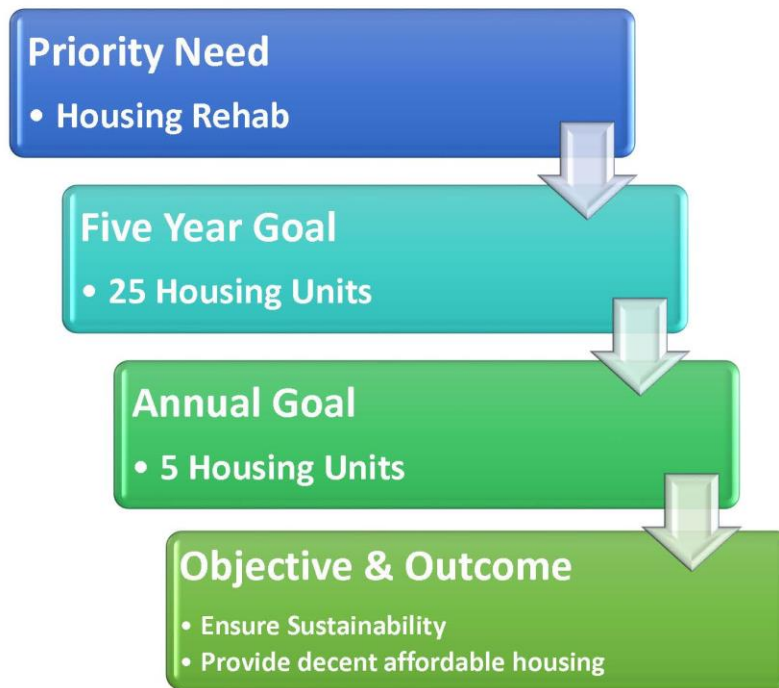 Priority Need
• Housing Rehab
Five Year Goal
• 25 Housing Units
Annual Goal
• 5 Housing Units
Objective & Outcome
• Ensure Sustainability
• Provide decent affordable housing